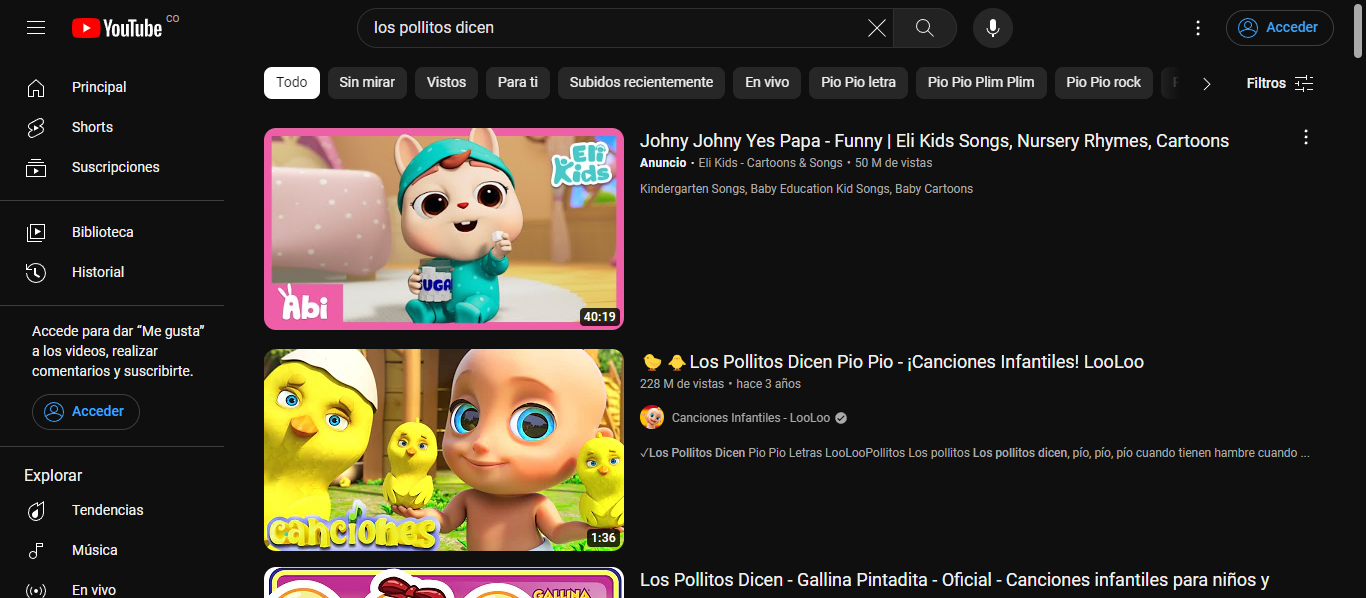 YouTube CO
los pollitos dicen
Acceder
Principal
Shorts
Suscripciones
Biblioteca
Historial
Accede para dar “Me gusta”
a los videos, realizar
comentarios y suscribirte.
Acceder
Explorar
Tendencias
Música
En vivo
Todo
Sin mirar
Vistos
Para ti
Subidos recientemente
En vivo
Pio Pio letra
Pio Pio Plim Plim
Pio Pio rock
Filtros
Eli
Kids
SUGA
Abi
40:19
Johny Johny Yes Papa - Funny | Eli Kids Songs, Nursery Rhymes, Cartoons
Anuncio • Eli Kids - Cartoons & Songs • 50 M de vistas
Kindergarten Songs, Baby Education Kid Songs, Baby Cartoons
canciones
1:36
🐤 🐥 Los Pollitos Dicen Pio Pio - ¡Canciones Infantiles! LooLoo
228 M de vistas • hace 3 años
Canciones Infantiles - LooLoo
✓Los Pollitos Dicen Pio Pio Letras LooLooPollitos Los pollitos Los pollitos dicen, pío, pío, pío cuando tienen hambre cuando ...
GALLINA
Los Pollitos Dicen - Gallina Pintadita - Oficial - Canciones infantiles para niños y